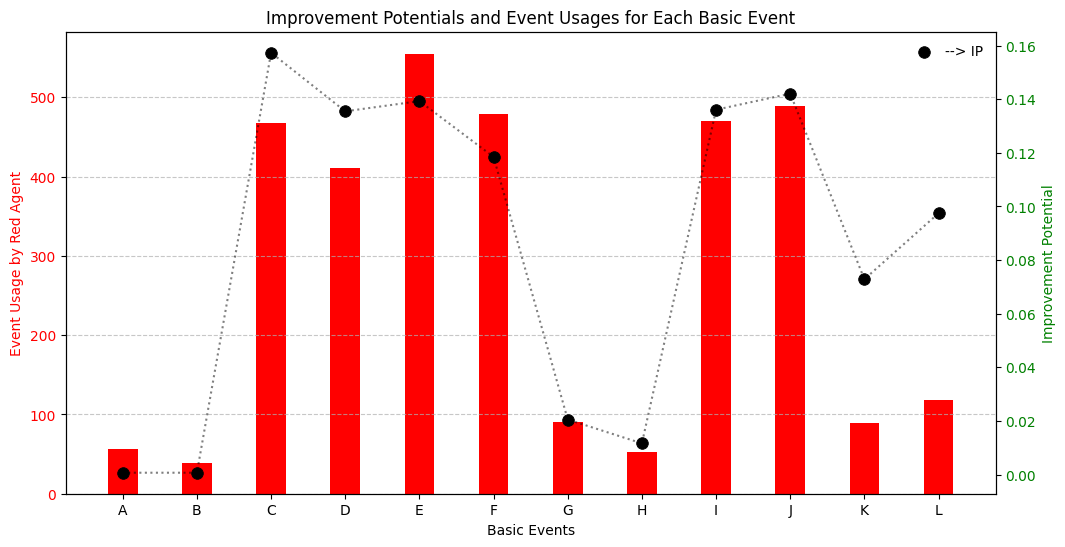 Improvement Potentials and Event Usages for Each Basic Event
--> IP
Event Usage by Red Agent
500
400
300
200
100
0
0.16
0.14
0.12
0.10
0.08
0.06
0.04
0.02
0.00
Improvement Potential
A B C D E F G H I J K L
Basic Events